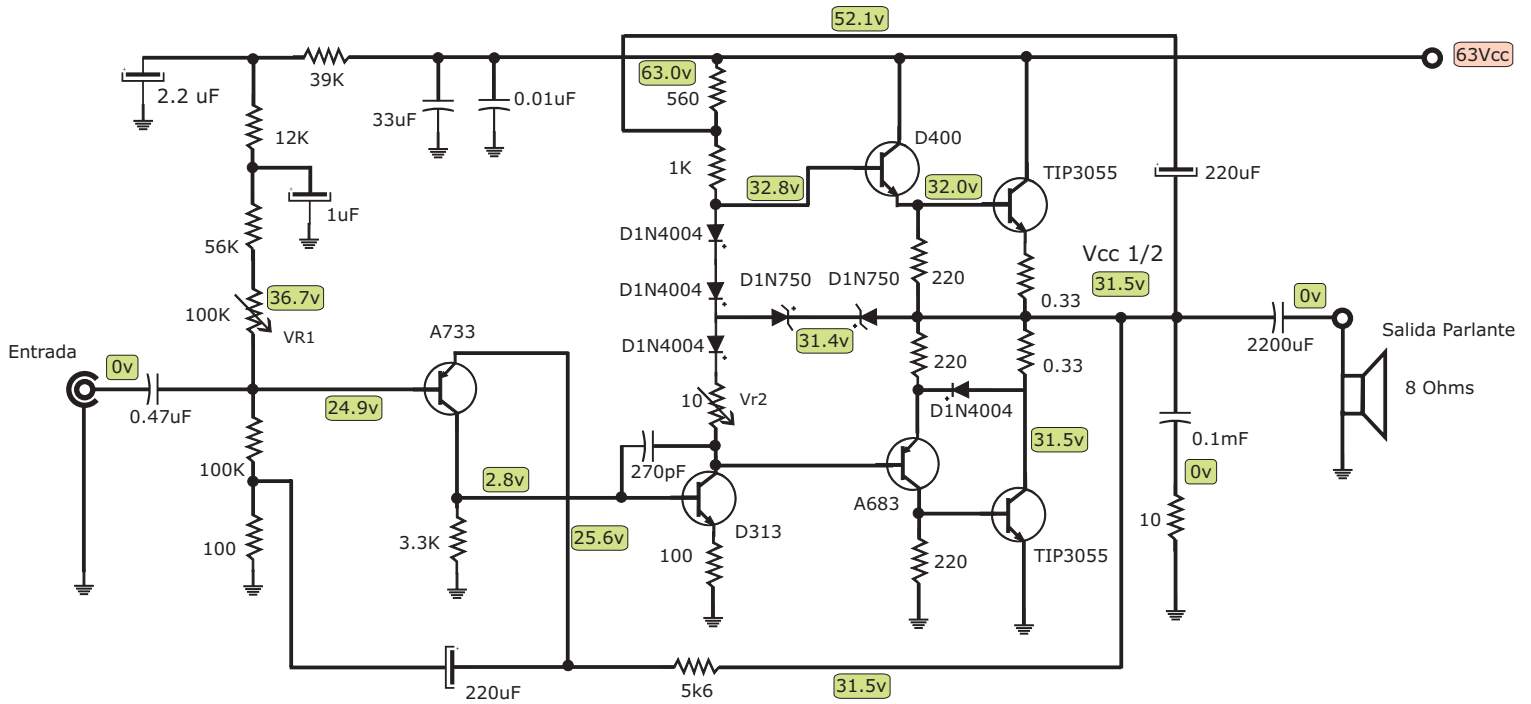 52.1v
63Vcc
2.2 uF
39K
33uF
0.01uF
63.0v
560
12K
1K
D400
TIP3055
220uF
1uF
32.8v
32.0v
56K
D1N4004
Vcc 1/2
31.5v
D1N750
D1N750
220
0.33
0v
36.7v
100K
VR1
D1N4004
31.4v
2200uF
Salida Parlante
8 Ohms
A733
D1N4004
220
0.33
Entrada
0v
0.47uF
24.9v
10
Vr2
D1N4004
31.5v
0.1mF
0v
100K
270pF
2.8v
A683
10
D313
100
3.3K
25.6v
100
220
TIP3055
220uF
5k6
31.5v